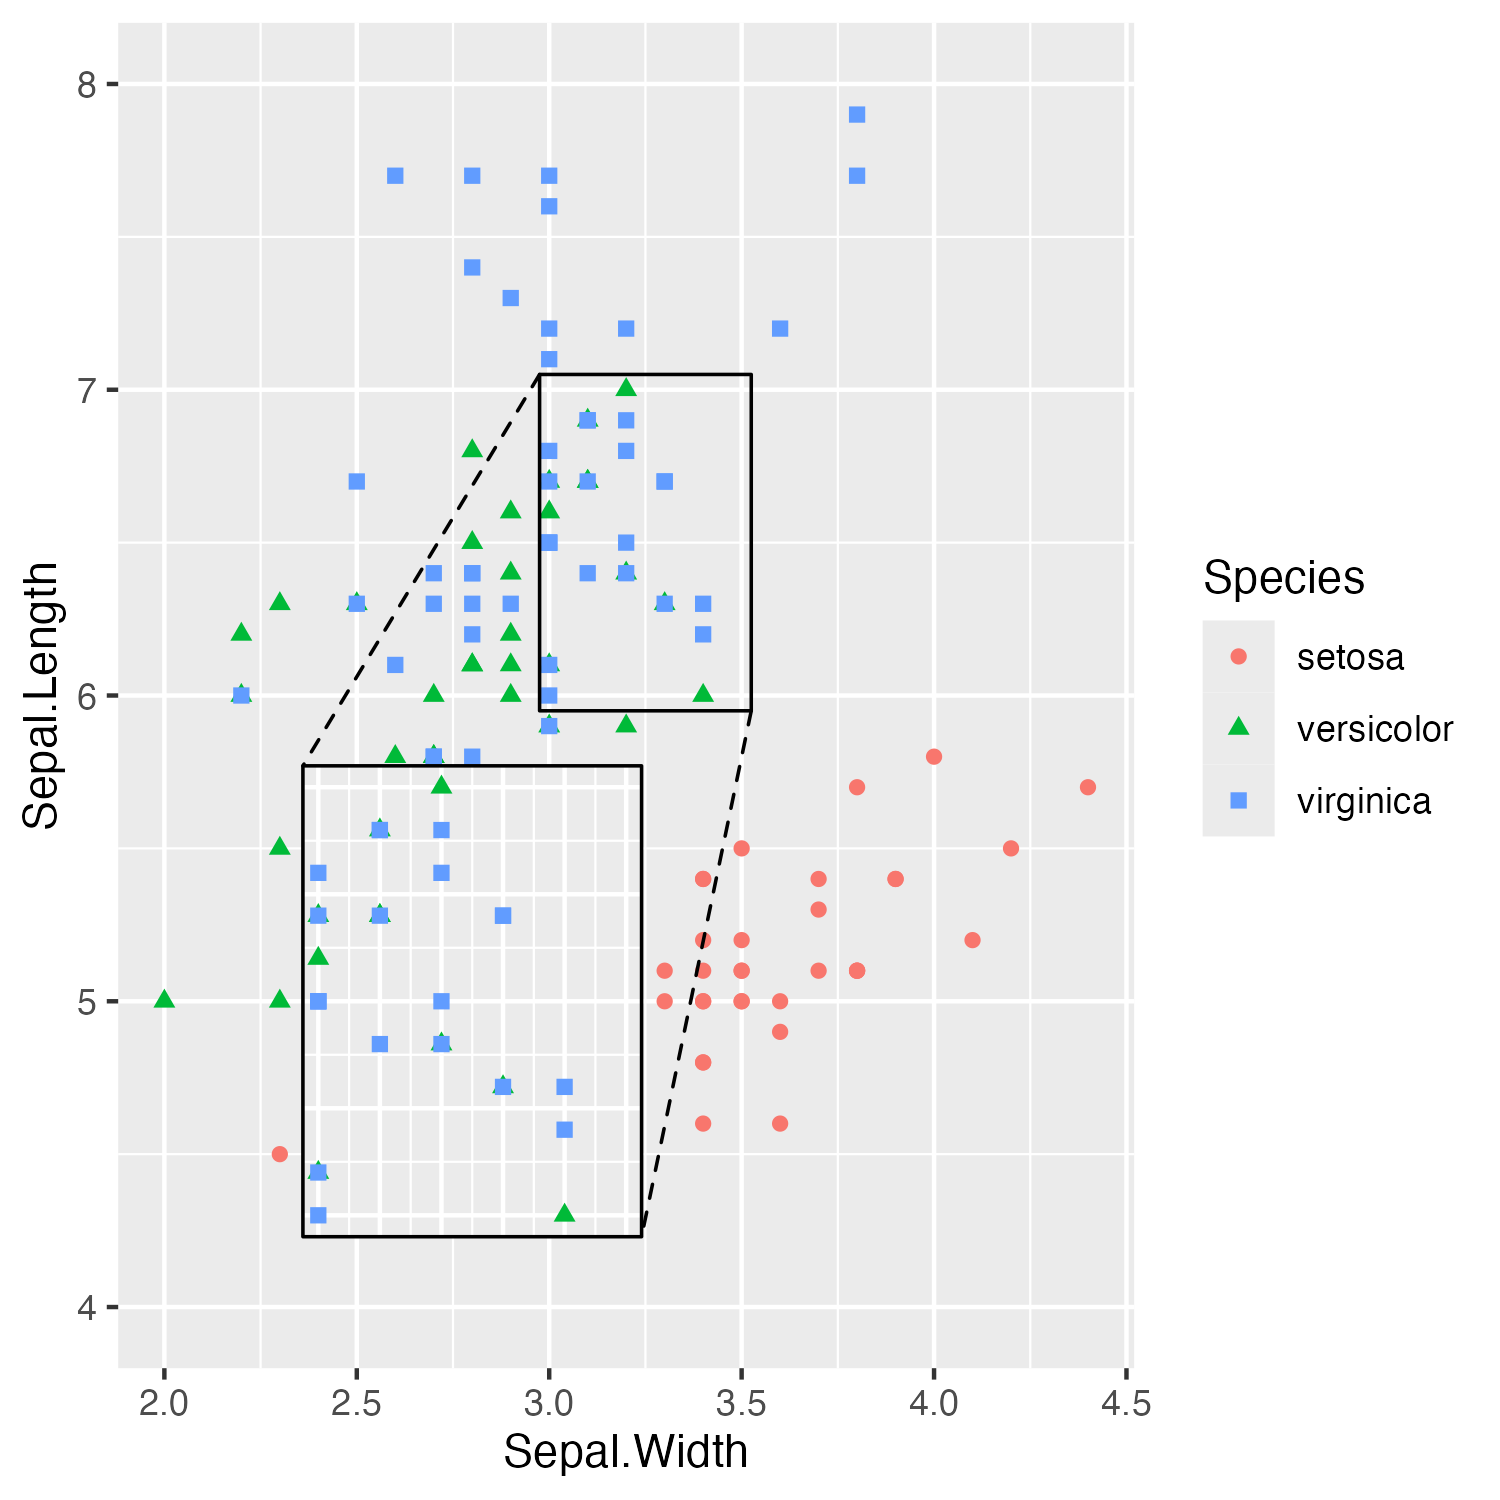 8
7
6
5
4
Sepal.Length
2.0 2.5 3.0 3.5 4.0 4.5
Sepal.Width
Species
setosa
versicolor
virginica